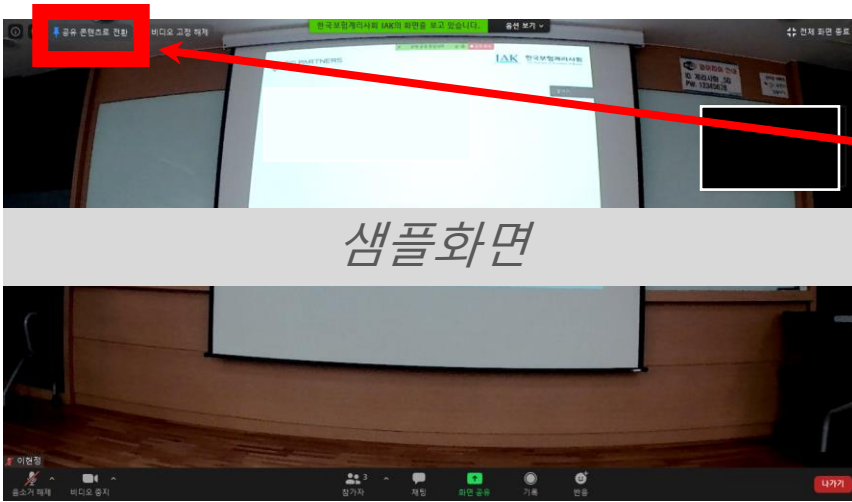 공유 콘텐츠로 전환
비디오 고정 해제
한국보험계리사회 IAK의 화면을 보고 있습니다.
옵션 보기
전체 화면 종료
PARTNERS
IAK 한국보험계리사회
샘플화면
이현정
음소거 해제
비디오 중지
참가자
3
채팅
화면 공유
기록
반응
나가기